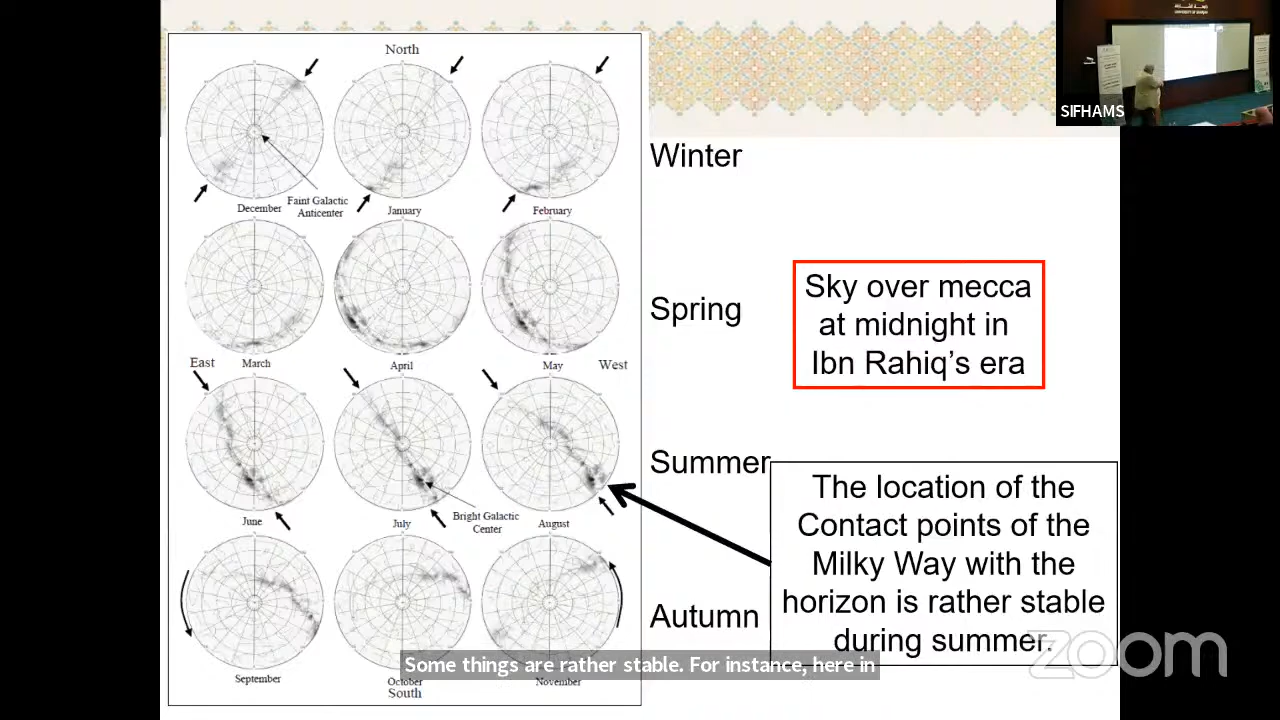 North
SIFHAMS
Winter
Faint Galactic
Anticenter
December
January
February
Spring
Sky over mecca
at midnight in
Ibn Rahiq's era
East
March
April
May
West
Summer
The location of the
Contact points of the
Milky Way with the
horizon is rather stable
during summer.
June
July
Bright Galactic
Center
August
Autumn
zoom
Some things are rather stable. For instance, here in
September
October
November
South